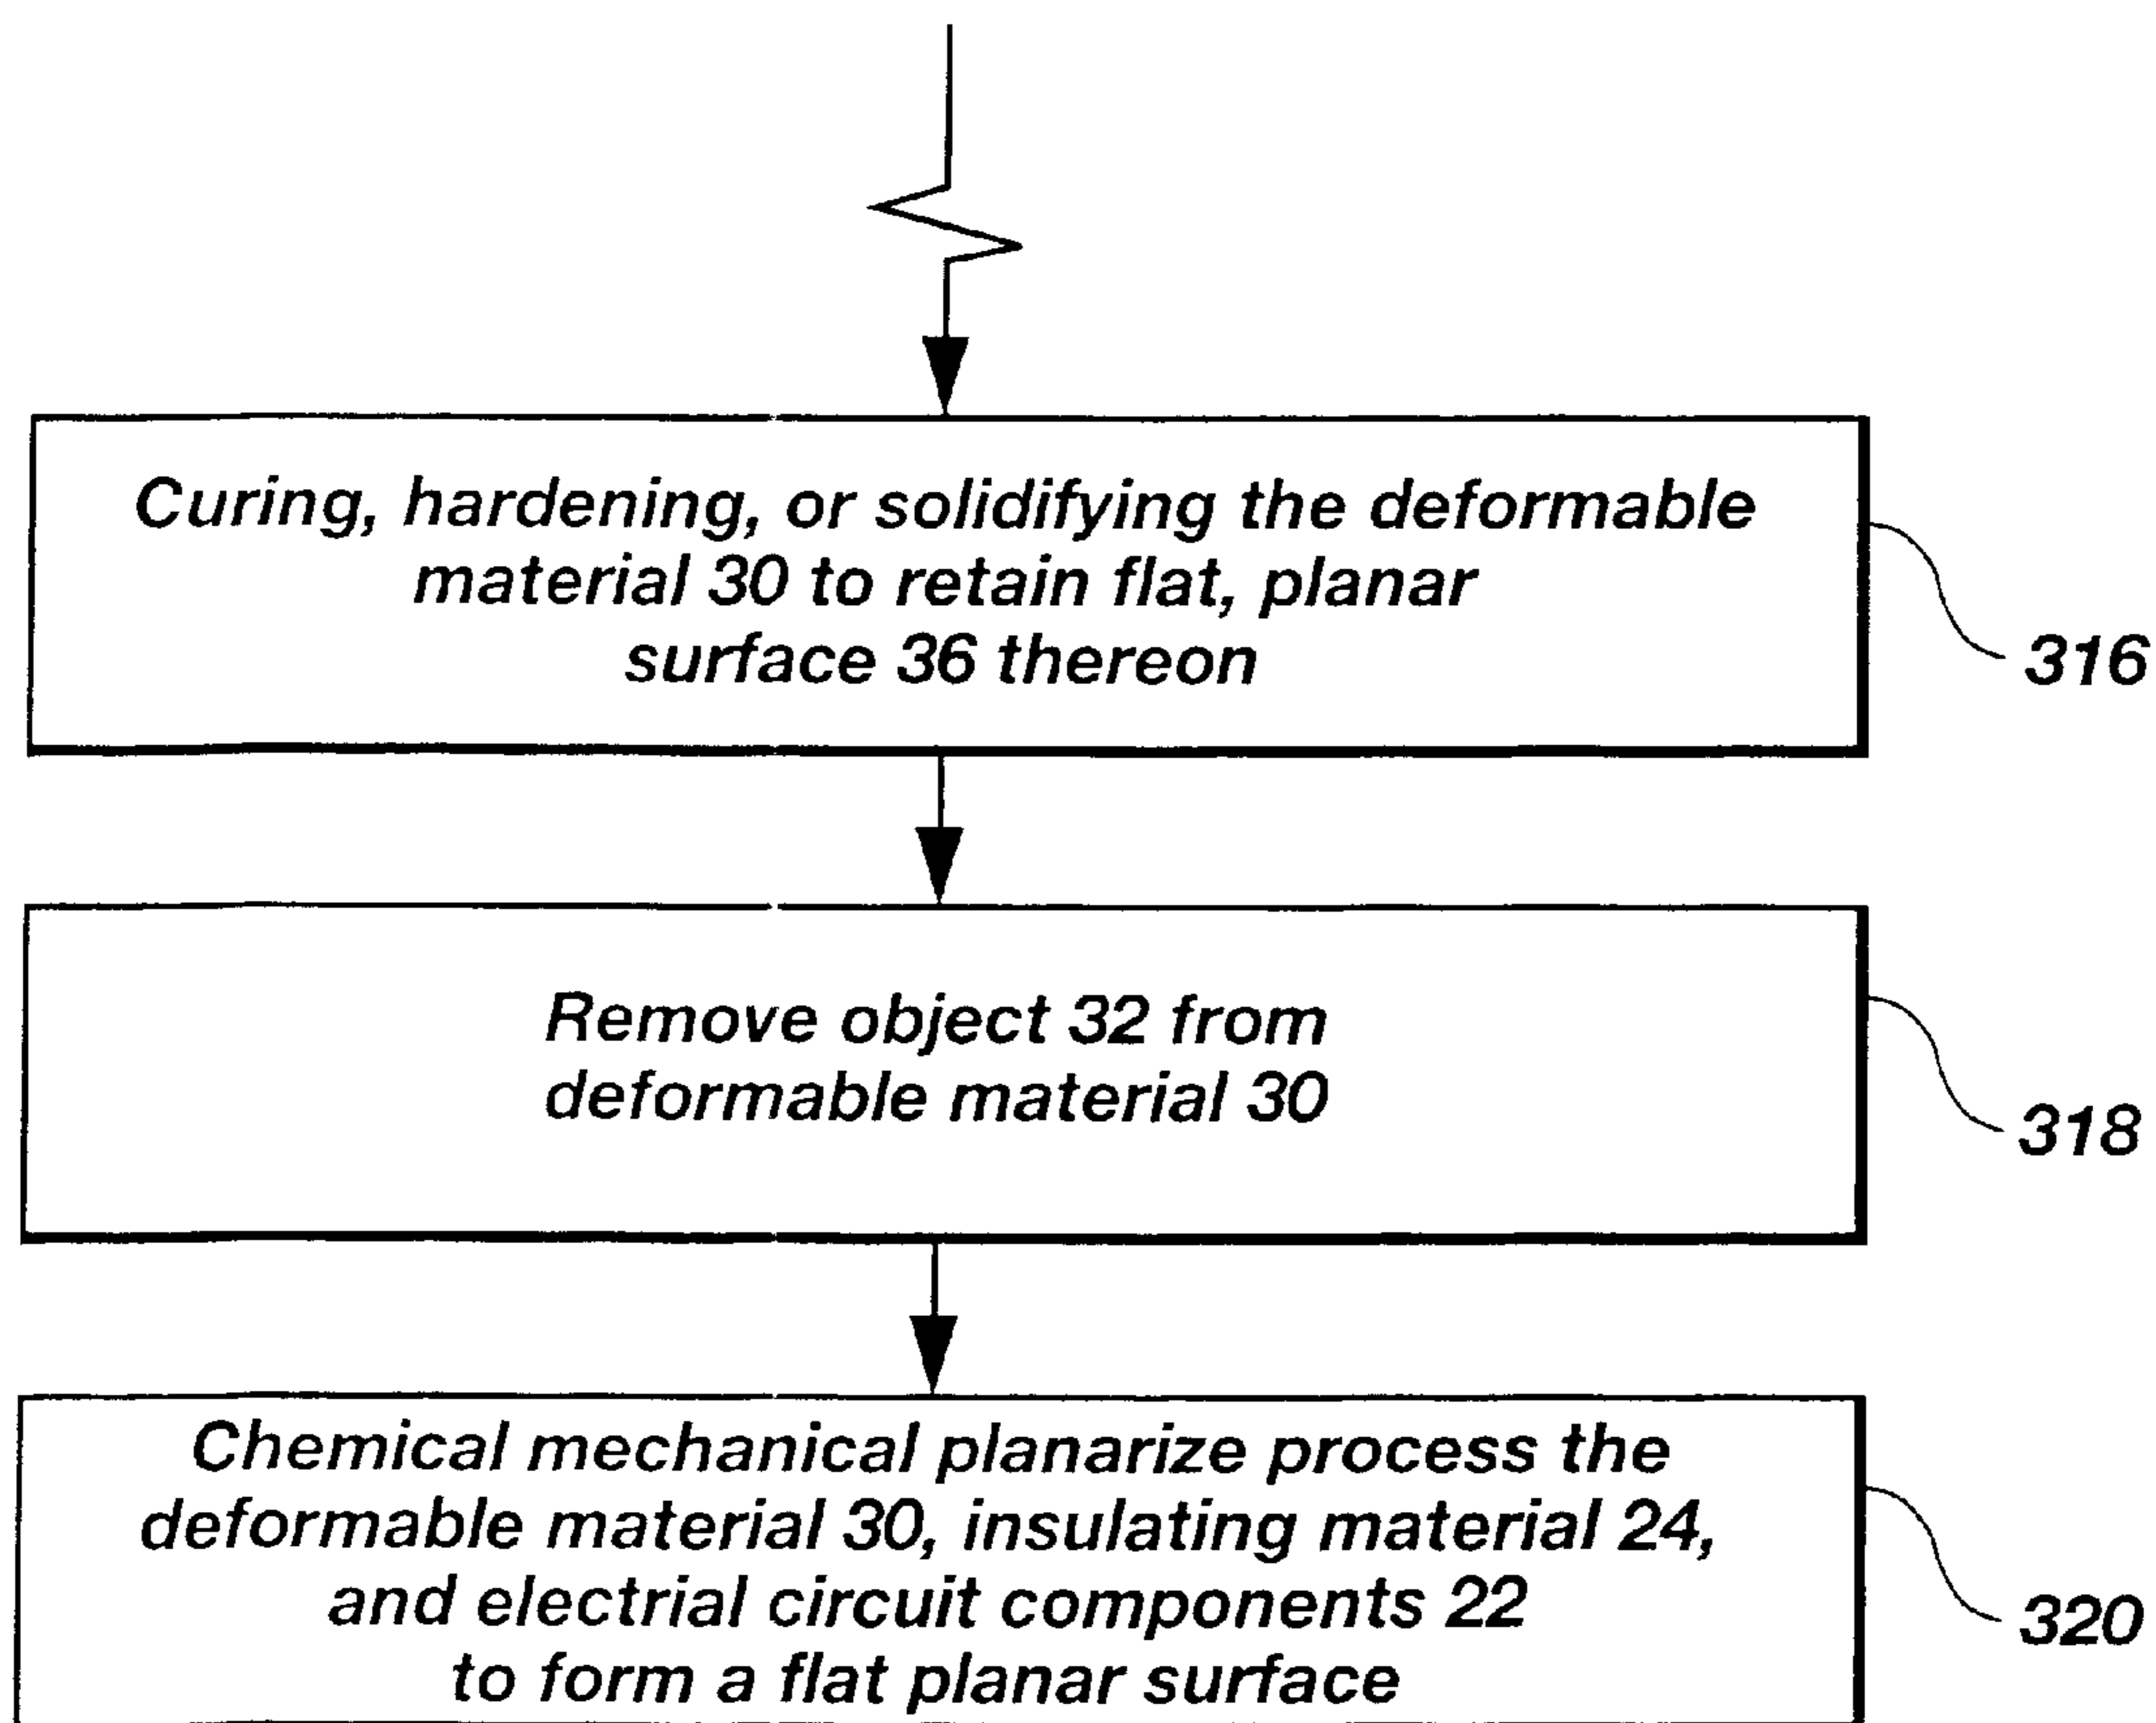 Curing, hardening, or solidifying the deformable
material 30 to retain flat, planar
surface 36 thereon
316
Remove object 32 from
deformable material 30
318
Chemical mechanical planarize process the
deformable material 30, insulating material 24,
and electrial circuit components 22
to form a flat planar surface
320